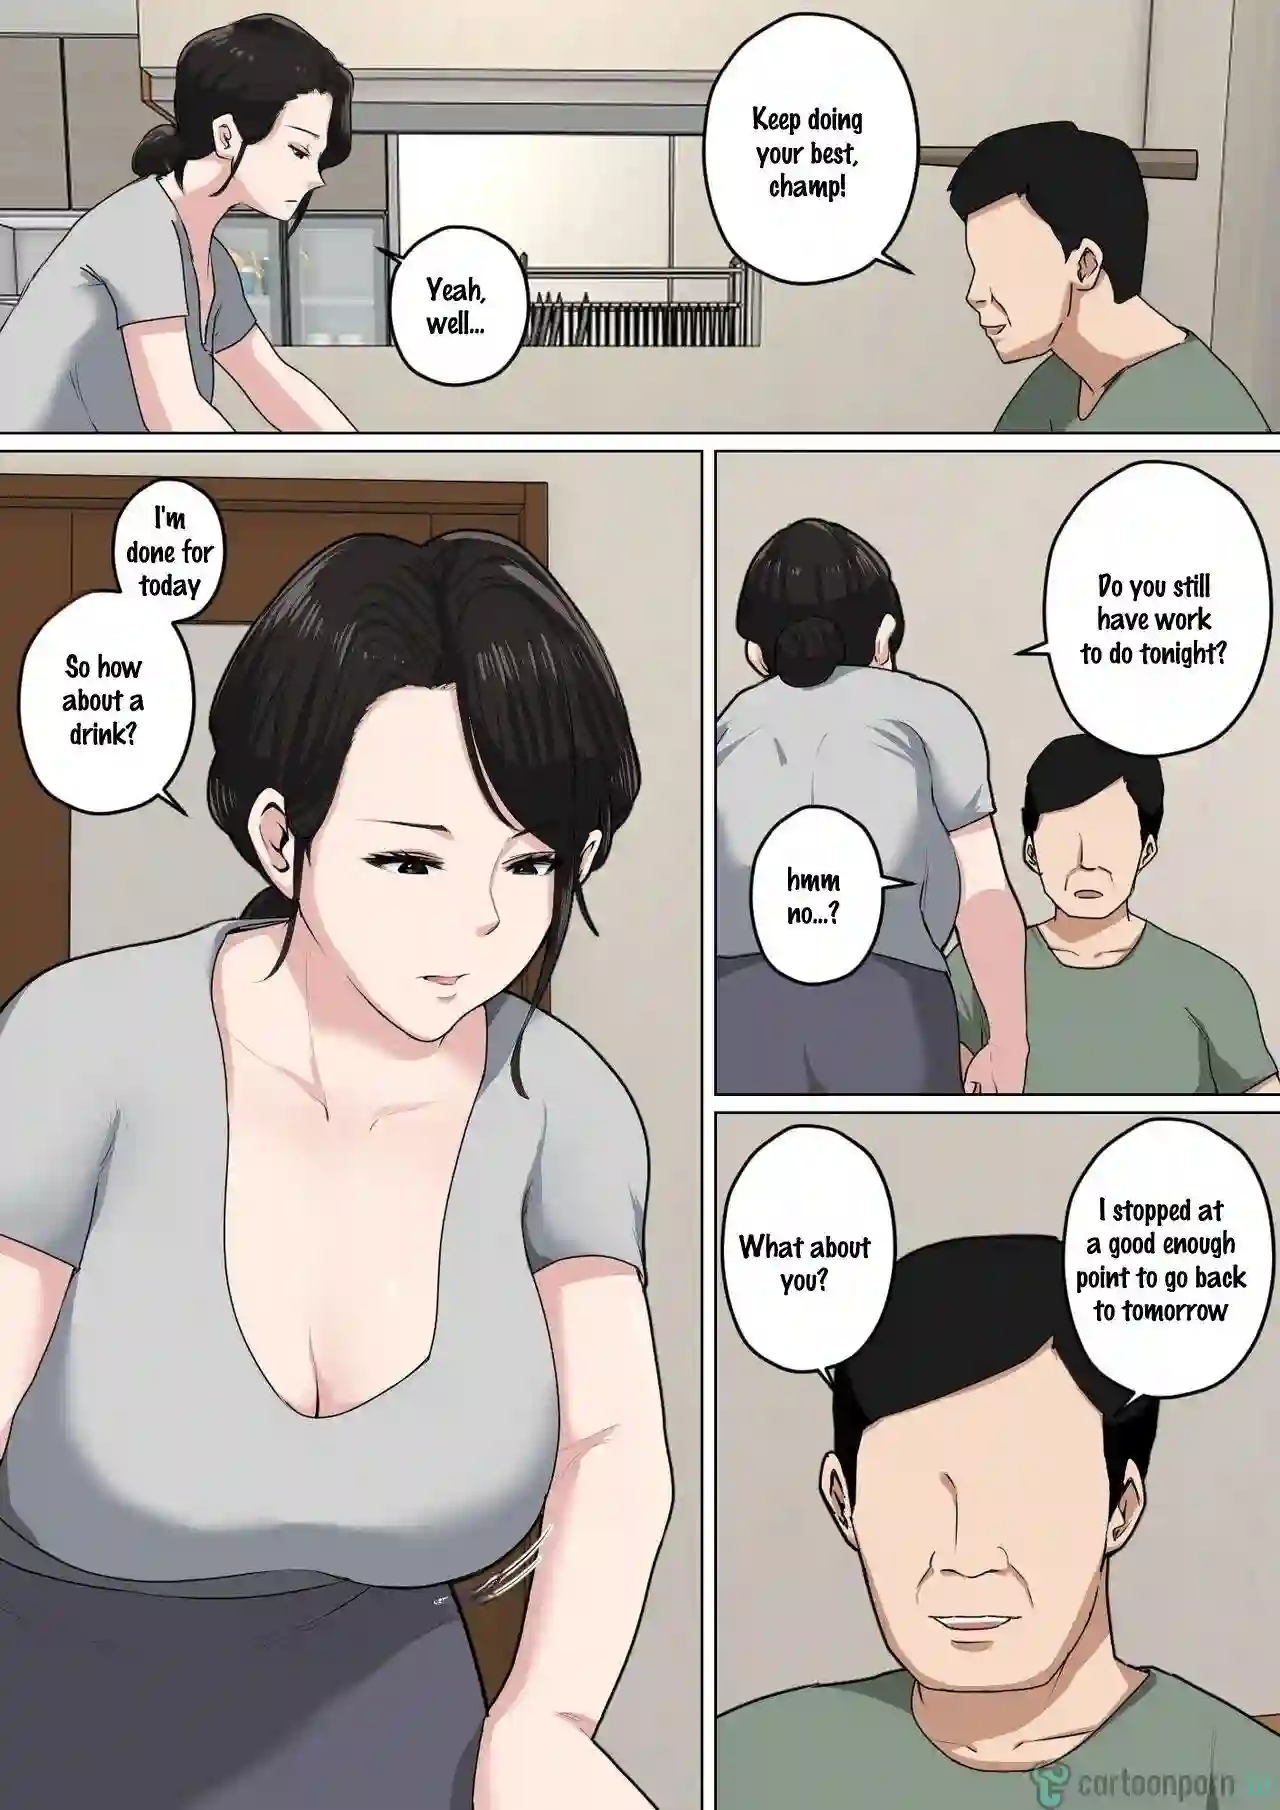 Keep doing
your best,
champ!
Yeah,
well...
I'm
done for
today
So how
about a
drink?
Do you still
have work
to do tonight?
hmm
no...?
What about
you?
I stopped at
a good enough
point to go back
to tomorrow
cartoonporn